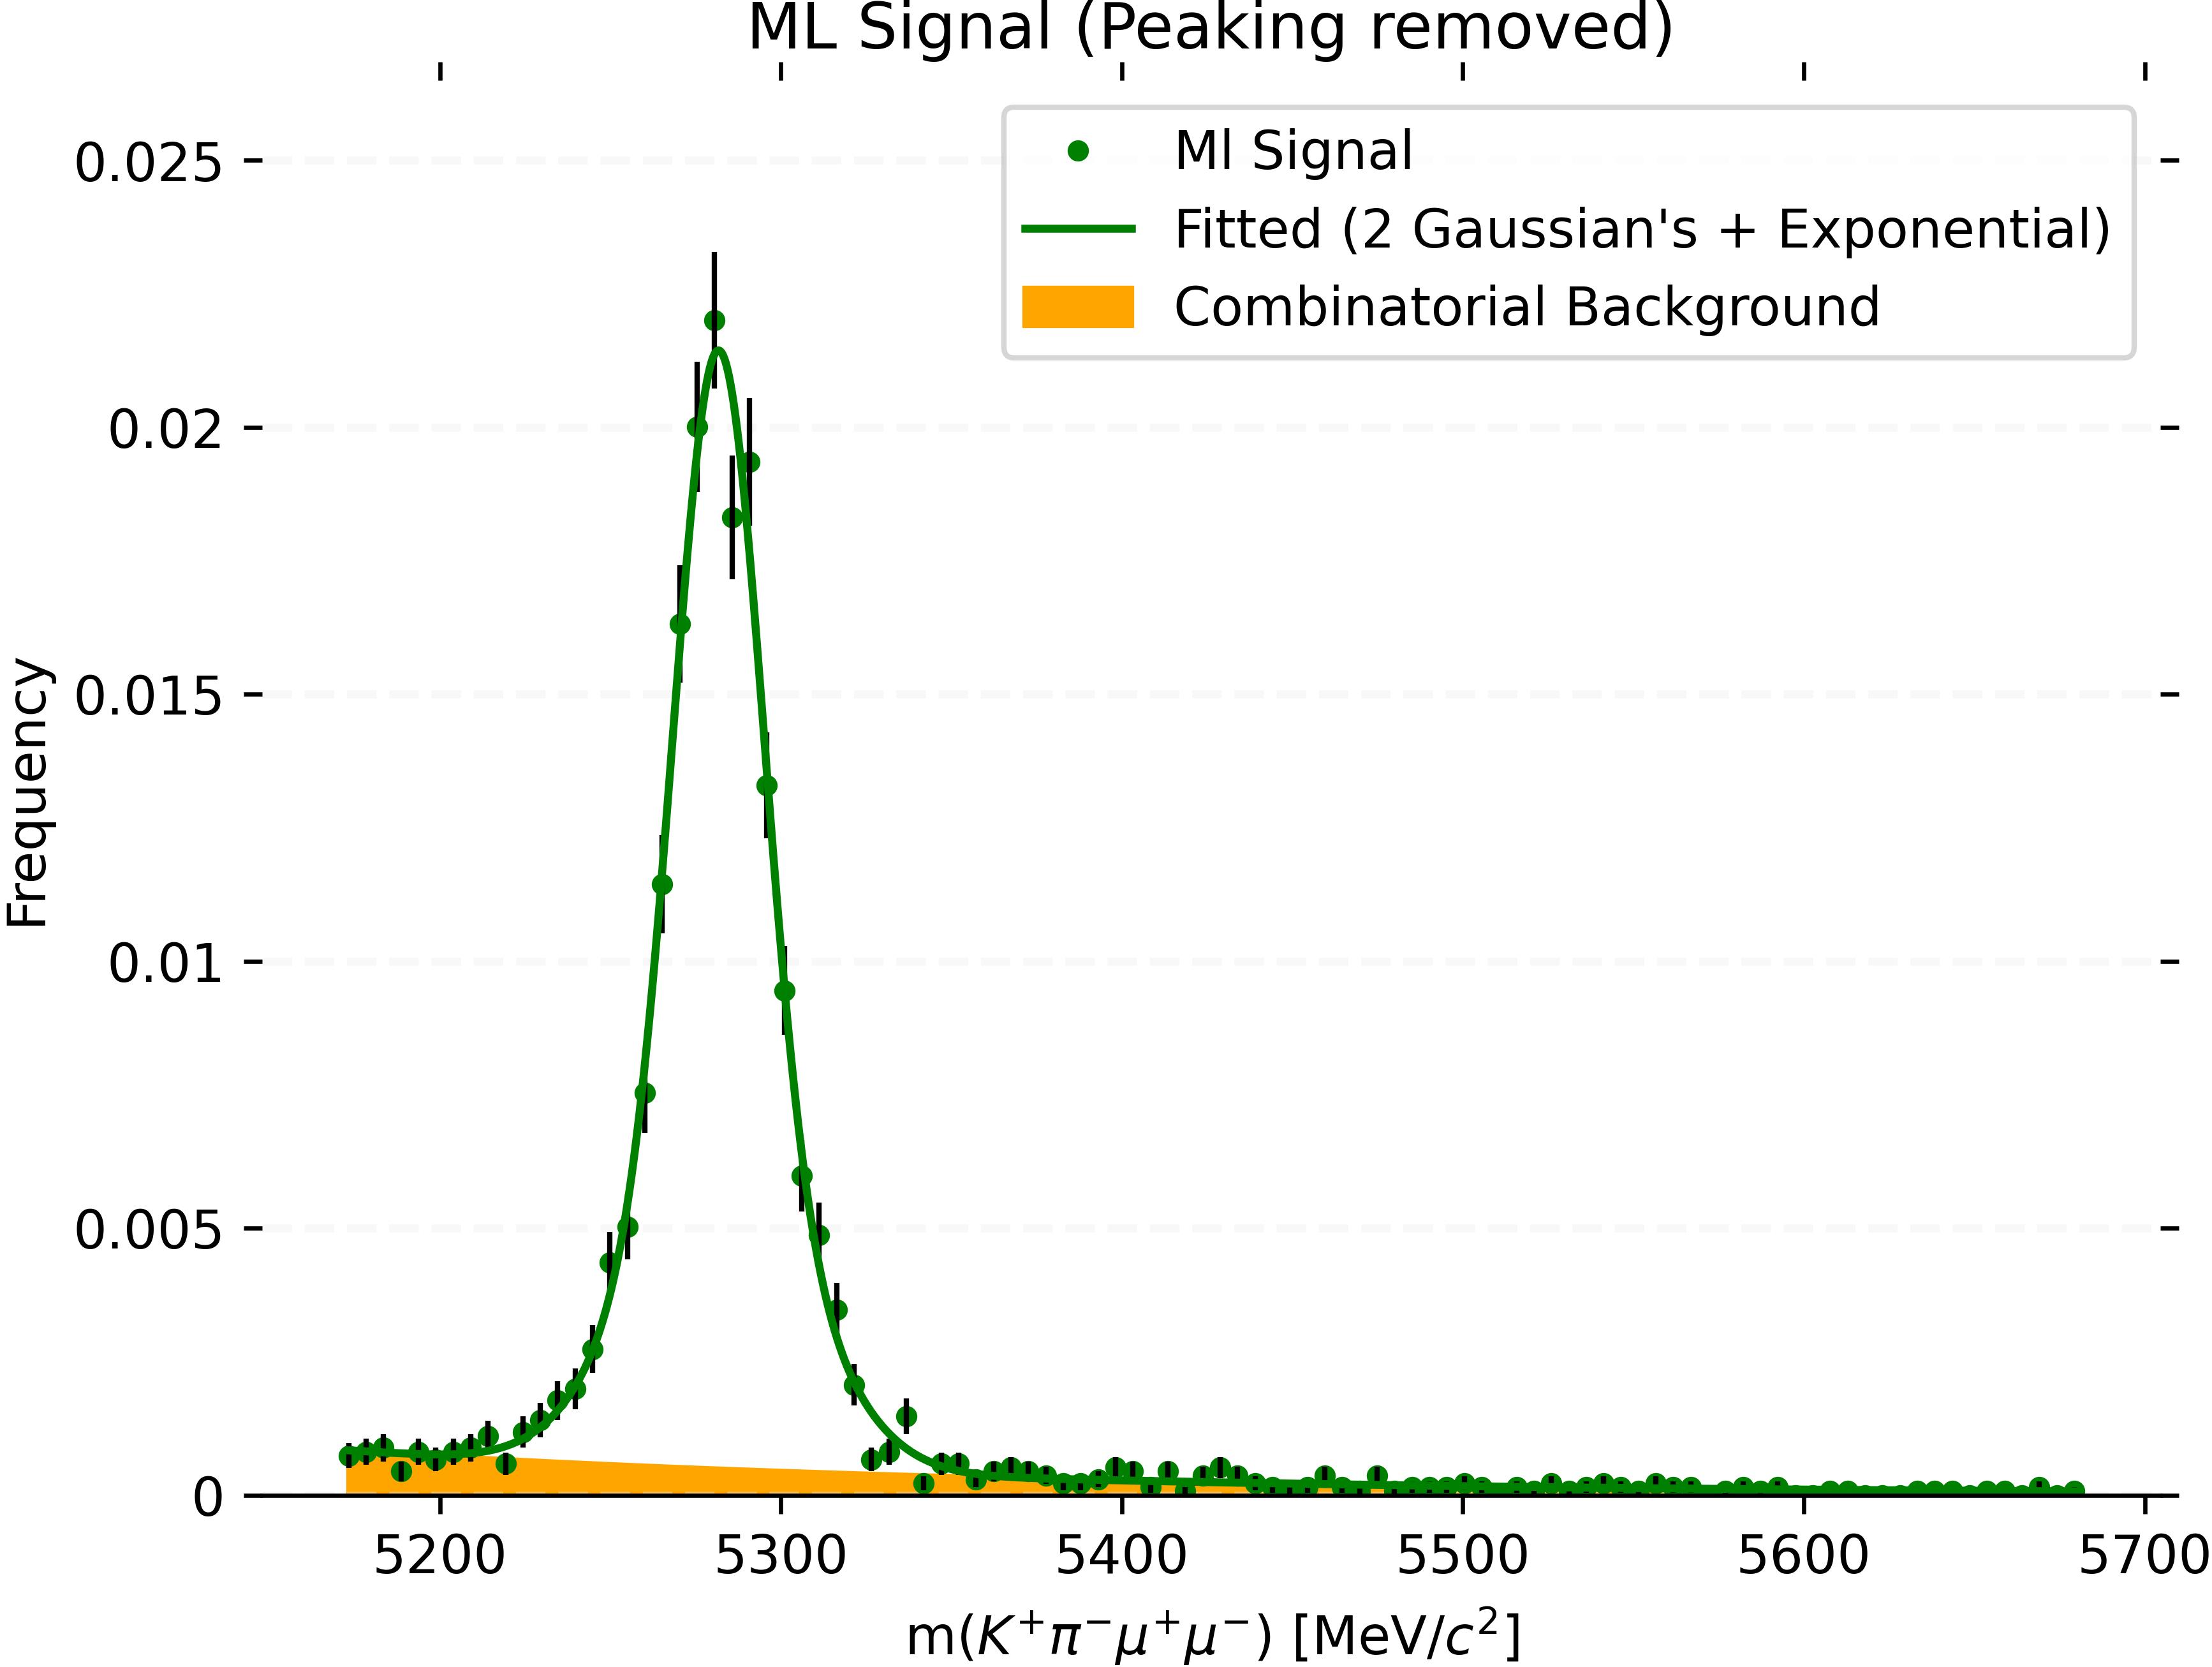 ML Signal (Peaking removed)
Ml Signal
Fitted (2 Gaussian's + Exponential)
Combinatorial Background
Frequency
0.025
0.02
0.015
0.01
0.005
0
5200 5300 5400 5500 5600 5700
m(K⁺π⁻μ⁺μ⁻) [MeV/c²]